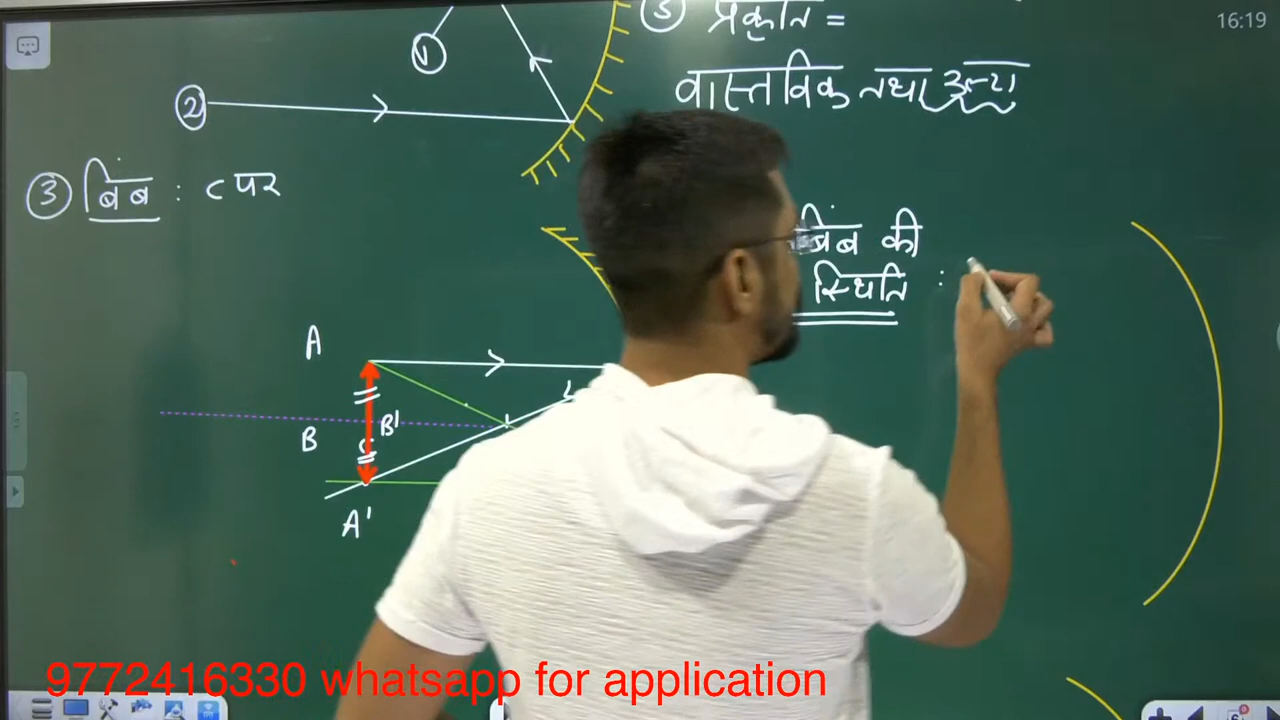 16:19
③ प्रकृति =
वास्तविक तथा उल्टा
①
②
③ बिंब : C पर
बिंब की
स्थिति :
A
B B'
C
A'
9772416330 whatsapp for application